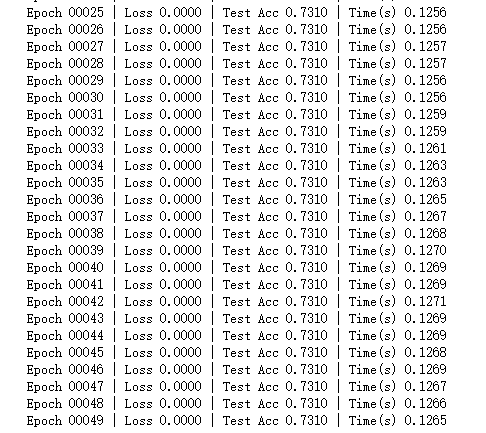 Epoch 00025 | Loss 0.0000 | Test Acc 0.7310 | Time(s) 0.1256
Epoch 00026 | Loss 0.0000 | Test Acc 0.7310 | Time(s) 0.1256
Epoch 00027 | Loss 0.0000 | Test Acc 0.7310 | Time(s) 0.1257
Epoch 00028 | Loss 0.0000 | Test Acc 0.7310 | Time(s) 0.1257
Epoch 00029 | Loss 0.0000 | Test Acc 0.7310 | Time(s) 0.1256
Epoch 00030 | Loss 0.0000 | Test Acc 0.7310 | Time(s) 0.1256
Epoch 00031 | Loss 0.0000 | Test Acc 0.7310 | Time(s) 0.1259
Epoch 00032 | Loss 0.0000 | Test Acc 0.7310 | Time(s) 0.1259
Epoch 00033 | Loss 0.0000 | Test Acc 0.7310 | Time(s) 0.1261
Epoch 00034 | Loss 0.0000 | Test Acc 0.7310 | Time(s) 0.1263
Epoch 00035 | Loss 0.0000 | Test Acc 0.7310 | Time(s) 0.1263
Epoch 00036 | Loss 0.0000 | Test Acc 0.7310 | Time(s) 0.1265
Epoch 00037 | Loss 0.0000 | Test Acc 0.7310 | Time(s) 0.1267
Epoch 00038 | Loss 0.0000 | Test Acc 0.7310 | Time(s) 0.1268
Epoch 00039 | Loss 0.0000 | Test Acc 0.7310 | Time(s) 0.1270
Epoch 00040 | Loss 0.0000 | Test Acc 0.7310 | Time(s) 0.1269
Epoch 00041 | Loss 0.0000 | Test Acc 0.7310 | Time(s) 0.1269
Epoch 00042 | Loss 0.0000 | Test Acc 0.7310 | Time(s) 0.1271
Epoch 00043 | Loss 0.0000 | Test Acc 0.7310 | Time(s) 0.1269
Epoch 00044 | Loss 0.0000 | Test Acc 0.7310 | Time(s) 0.1269
Epoch 00045 | Loss 0.0000 | Test Acc 0.7310 | Time(s) 0.1268
Epoch 00046 | Loss 0.0000 | Test Acc 0.7310 | Time(s) 0.1269
Epoch 00047 | Loss 0.0000 | Test Acc 0.7310 | Time(s) 0.1267
Epoch 00048 | Loss 0.0000 | Test Acc 0.7310 | Time(s) 0.1266
Epoch 00049 | Loss 0.0000 | Test Acc 0.7310 | Time(s) 0.1265